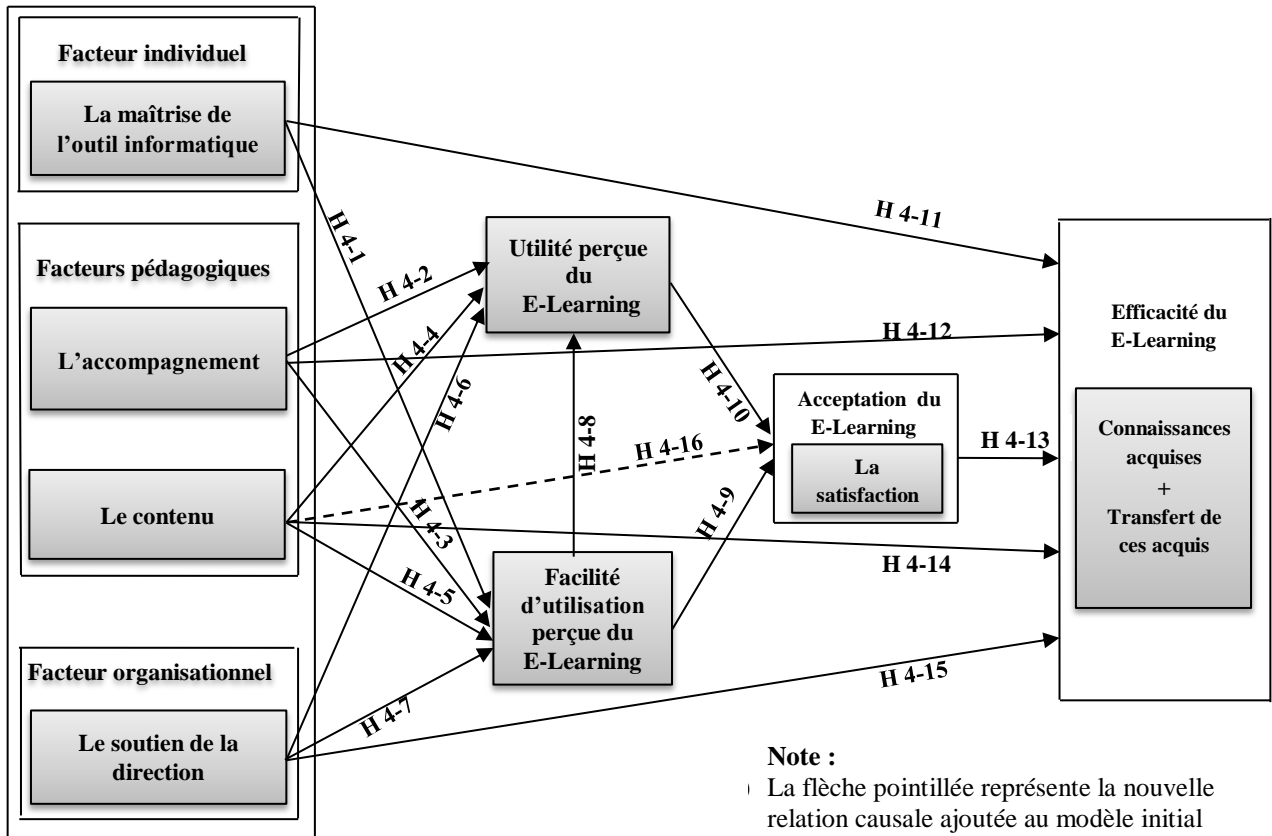 Facteur individuel
La maîtrise de
l’outil informatique
Facteurs pédagogiques
L’accompagnement
Le contenu
Facteur organisationnel
Le soutien de la
direction
H 4-1
H 4-2
H 4-4
H 4-6
H 4-3
H 4-5
H 4-7
Utilité perçue
du
E-Learning
H 4-8
Facilité
d’utilisation
perçue du
E-Learning
H 4-16
H 4-10
H 4-9
H 4-11
H 4-12
Acceptation du
E-Learning
La
satisfaction
H 4-13
H 4-14
H 4-15
Efficacité du
E-Learning
Connaissances
acquises
+
Transfert de
ces acquis
Note :
La flèche pointillée représente la nouvelle
relation causale ajoutée au modèle initial